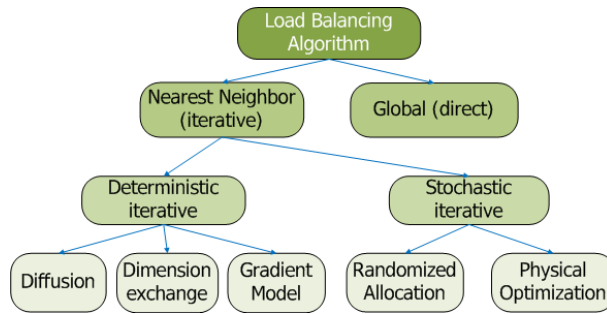 Load Balancing
Algorithm
Nearest Neighbor
(iterative)
Global (direct)
Deterministic
iterative
Stochastic
iterative
Diffusion
Dimension
exchange
Gradient
Model
Randomized
Allocation
Physical
Optimization